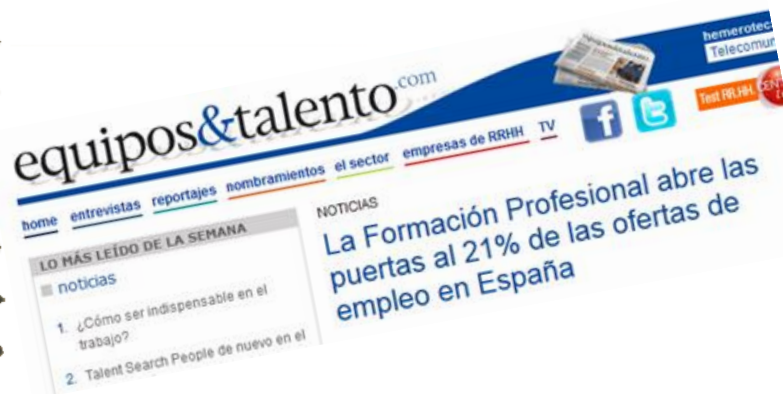 equipos&talento.com
hemerotec
Telecomun
Test RR.HH.
home entrevistas reportajes nombramientos el sector empresas de RRHH TV
LO MÁS LEÍDO DE LA SEMANA
noticias
1. ¿Cómo ser indispensable en el
trabajo?
2. Talent Search People de nuevo en el
NOTICIAS
La Formación Profesional abre las
puertas al 21% de las ofertas de
empleo en España